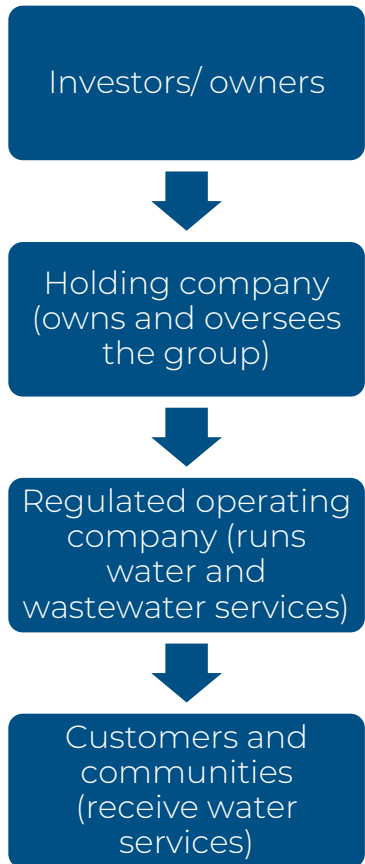 Investors/ owners
Holding company
(owns and oversees
the group)
Regulated operating
company (runs
water and
wastewater services)
Customers and
communities
(receive water
services)